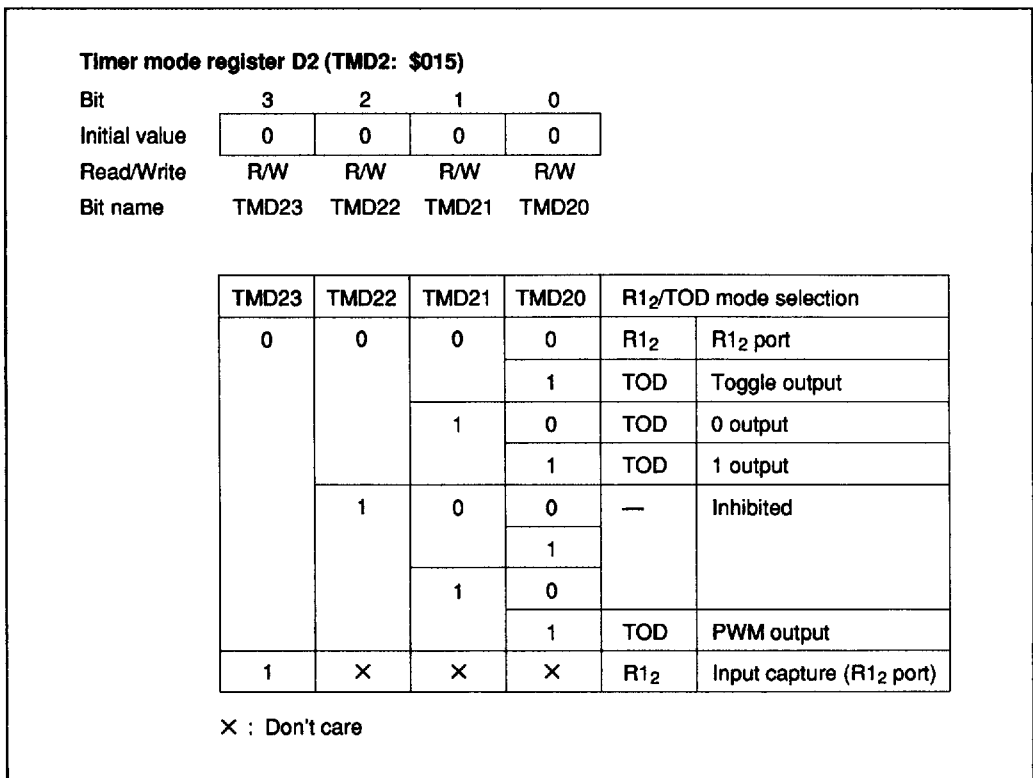 Timer mode register D2 (TMD2: $015)
Bit 3 2 1 0
Initial value 0 0 0 0
Read/Write R/W R/W R/W R/W
Bit name TMD23 TMD22 TMD21 TMD20
TMD23 TMD22 TMD21 TMD20 R1₂/TOD mode selection
0 0 0 0 R1₂ R1₂ port
1 TOD Toggle output
1 0 TOD 0 output
1 TOD 1 output
1 0 0 — Inhibited
1
1 0
1 TOD PWM output
1 × × × R1₂ Input capture (R1₂ port)
× : Don't care